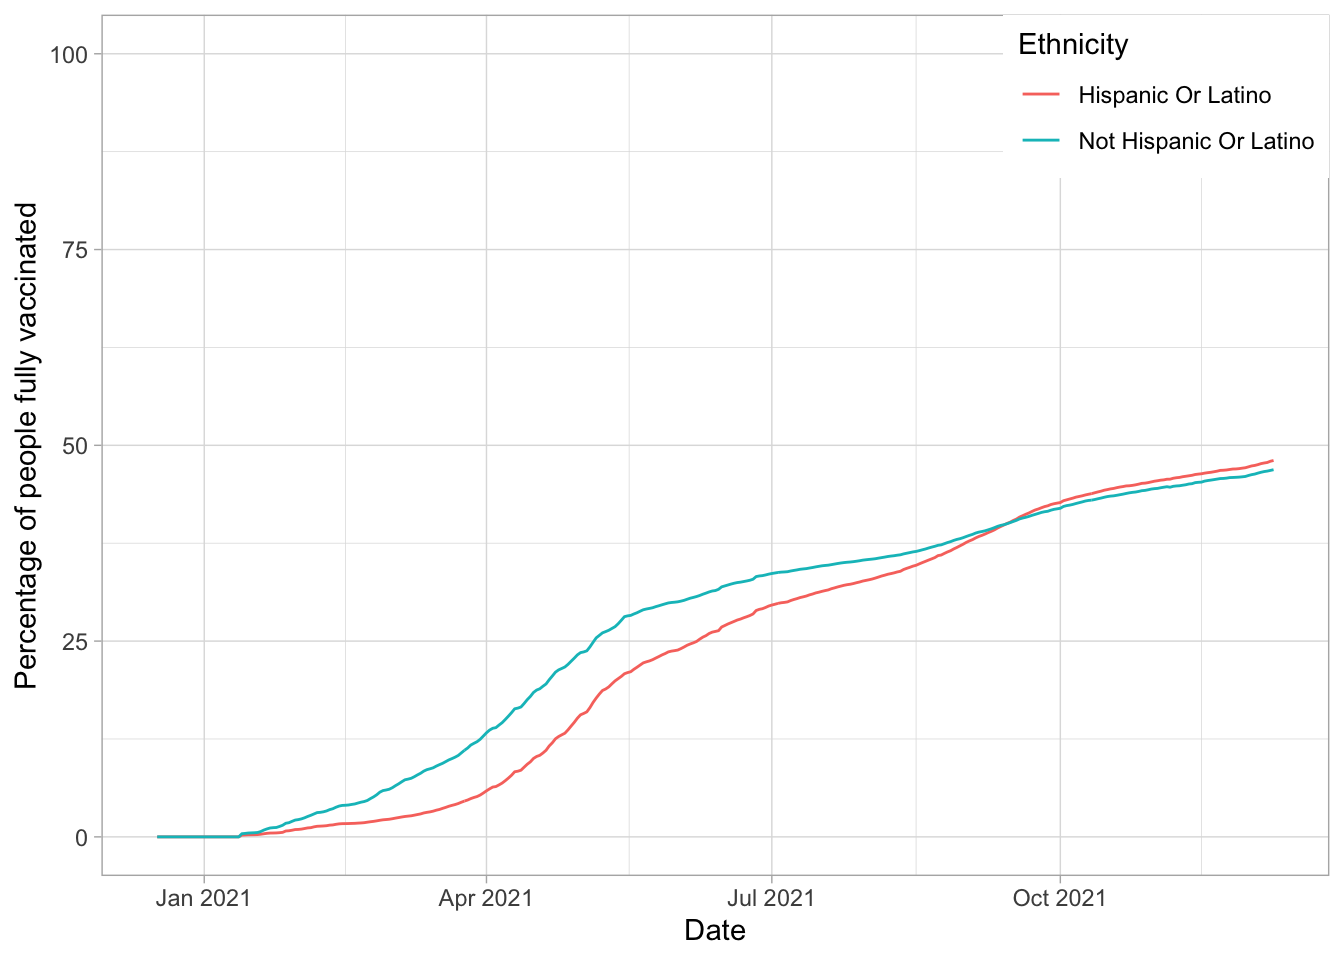 Ethnicity
Hispanic Or Latino
Not Hispanic Or Latino
Percentage of people fully vaccinated
100
75
50
25
0
Jan 2021
Apr 2021
Jul 2021
Oct 2021
Date